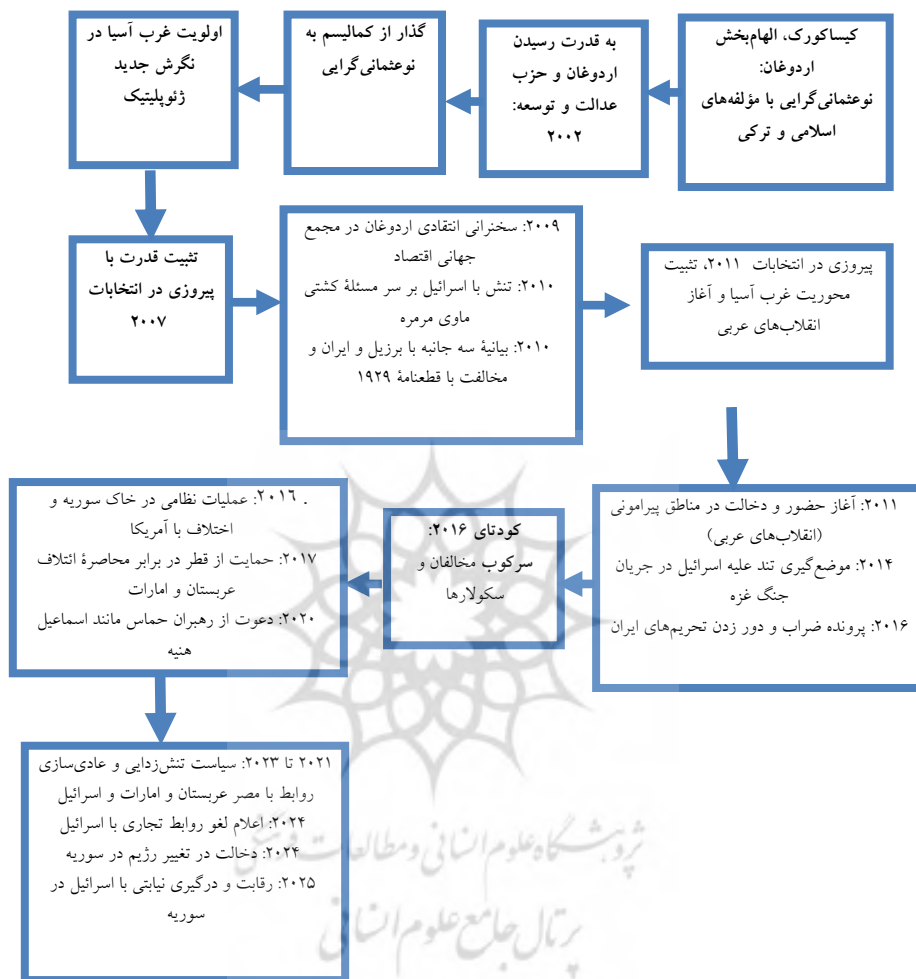 کیساکورک، الهام‌بخش
اردوغان:
نوعثمانی‌گرایی با مؤلفه‌های
اسلامی و ترکی
به قدرت رسیدن
اردوغان و حزب
عدالت و توسعه:
۲۰۰۲
گذار از کمالیسم به
نوعثمانی‌گرایی
اولویت غرب آسیا در
نگرش جدید
ژئوپلیتیک
تثبیت قدرت با
پیروزی در انتخابات
۲۰۰۷
۲۰۰۹: سخنرانی انتقادی اردوغان در مجمع
جهانی اقتصاد
۲۰۱۰: تنش با اسرائیل بر سر مسئلهٔ کشتی
ماوی مرمره
۲۰۱۰: بیانیهٔ سه جانبه با برزیل و ایران و
مخالفت با قطعنامهٔ ۱۹۲۹
پیروزی در انتخابات ۲۰۱۱، تثبیت
محوریت غرب آسیا و آغاز
انقلاب‌های عربی
۲۰۱۱: آغاز حضور و دخالت در مناطق پیرامونی
(انقلاب‌های عربی)
۲۰۱۴: موضع‌گیری تند علیه اسرائیل در جریان
جنگ غزه
۲۰۱۶: پرونده ضراب و دور زدن تحریم‌های ایران
کودتای ۲۰۱۶:
سرکوب مخالفان و
سکولارها
. ۲۰۱۶: عملیات نظامی در خاک سوریه و
اختلاف با آمریکا
۲۰۱۷: حمایت از قطر در برابر محاصرهٔ ائتلاف
عربستان و امارات
۲۰۲۰: دعوت از رهبران حماس مانند اسماعیل
هنیه
۲۰۲۱ تا ۲۰۲۳: سیاست تنش‌زدایی و عادی‌سازی
روابط با مصر عربستان و امارات و اسرائیل
۲۰۲۴: اعلام لغو روابط تجاری با اسرائیل
۲۰۲۴: دخالت در تغییر رژیم در سوریه
۲۰۲۵: رقابت و درگیری نیابتی با اسرائیل در
سوریه
پژوهشگاه علوم انسانی و مطالعات فرهنگی
پرتال جامع علوم انسانی